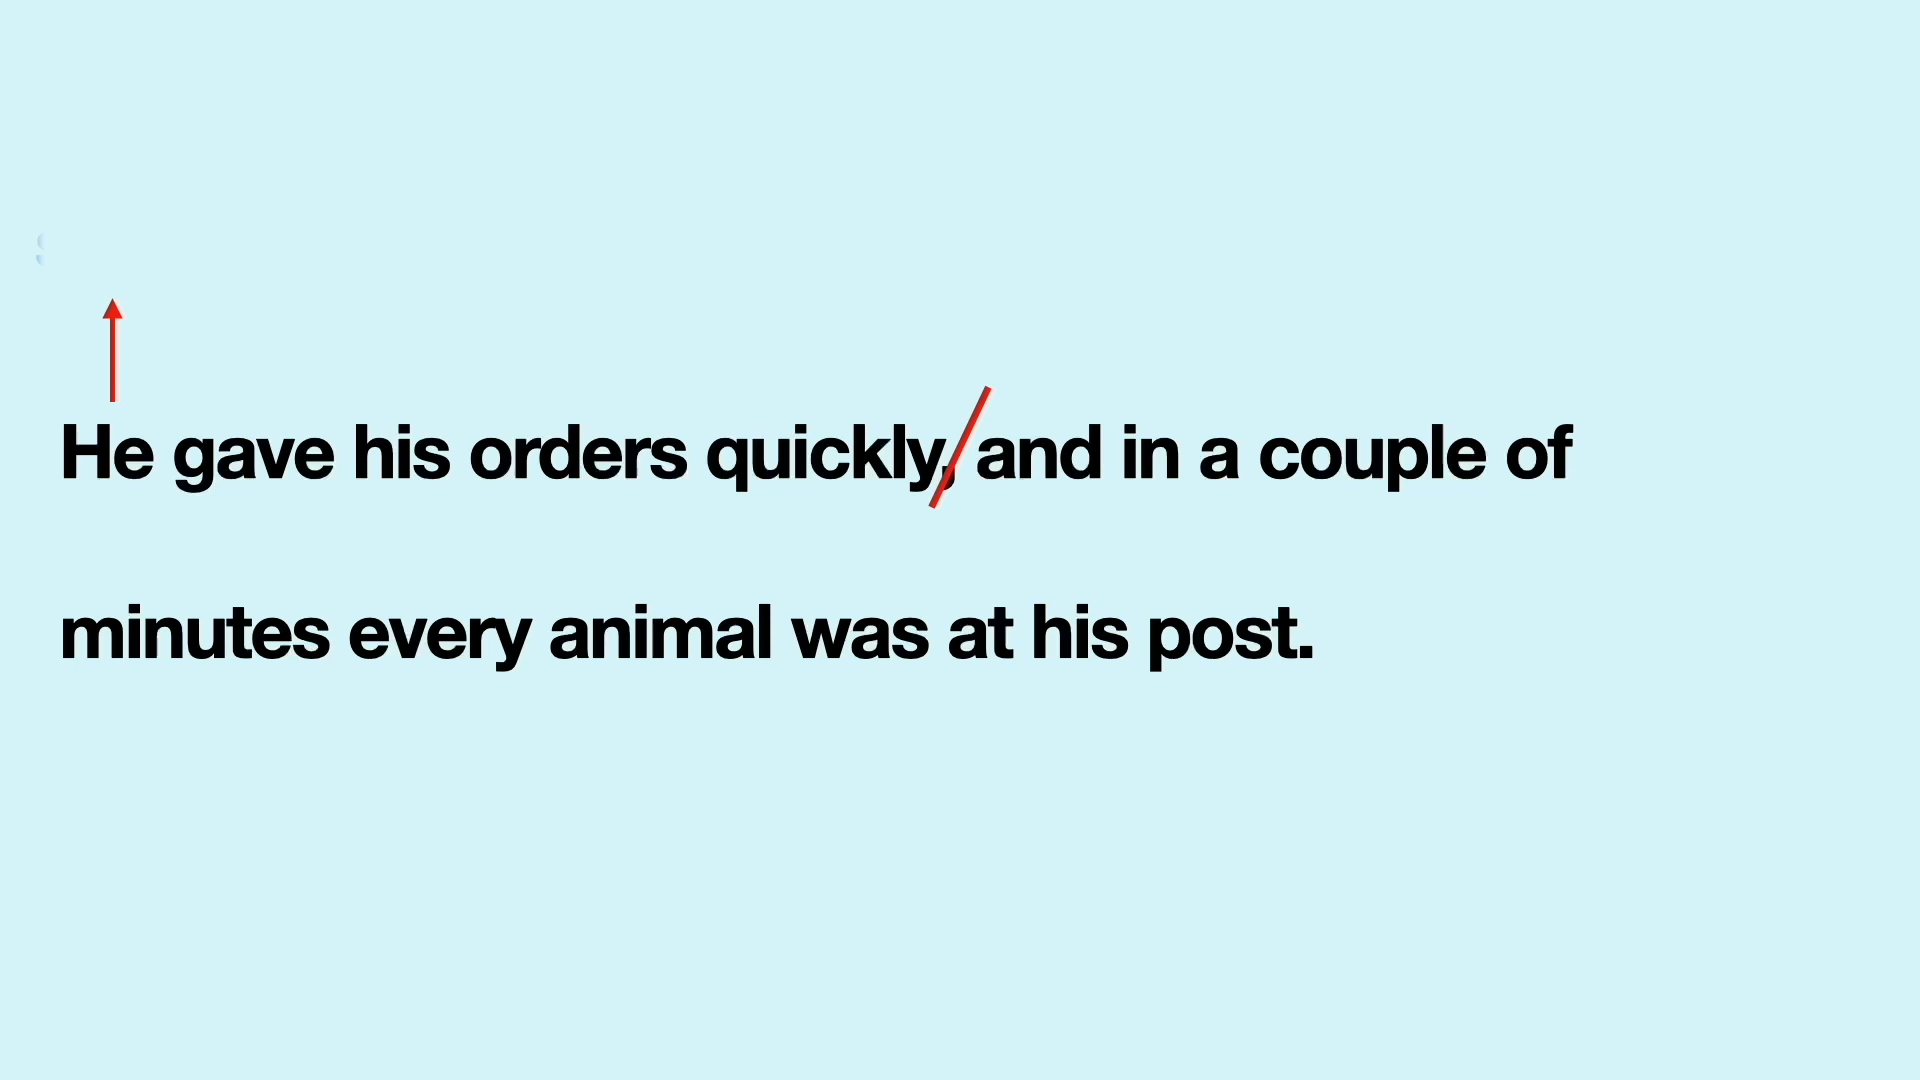 He gave his orders quickly, and in a couple of
minutes every animal was at his post.